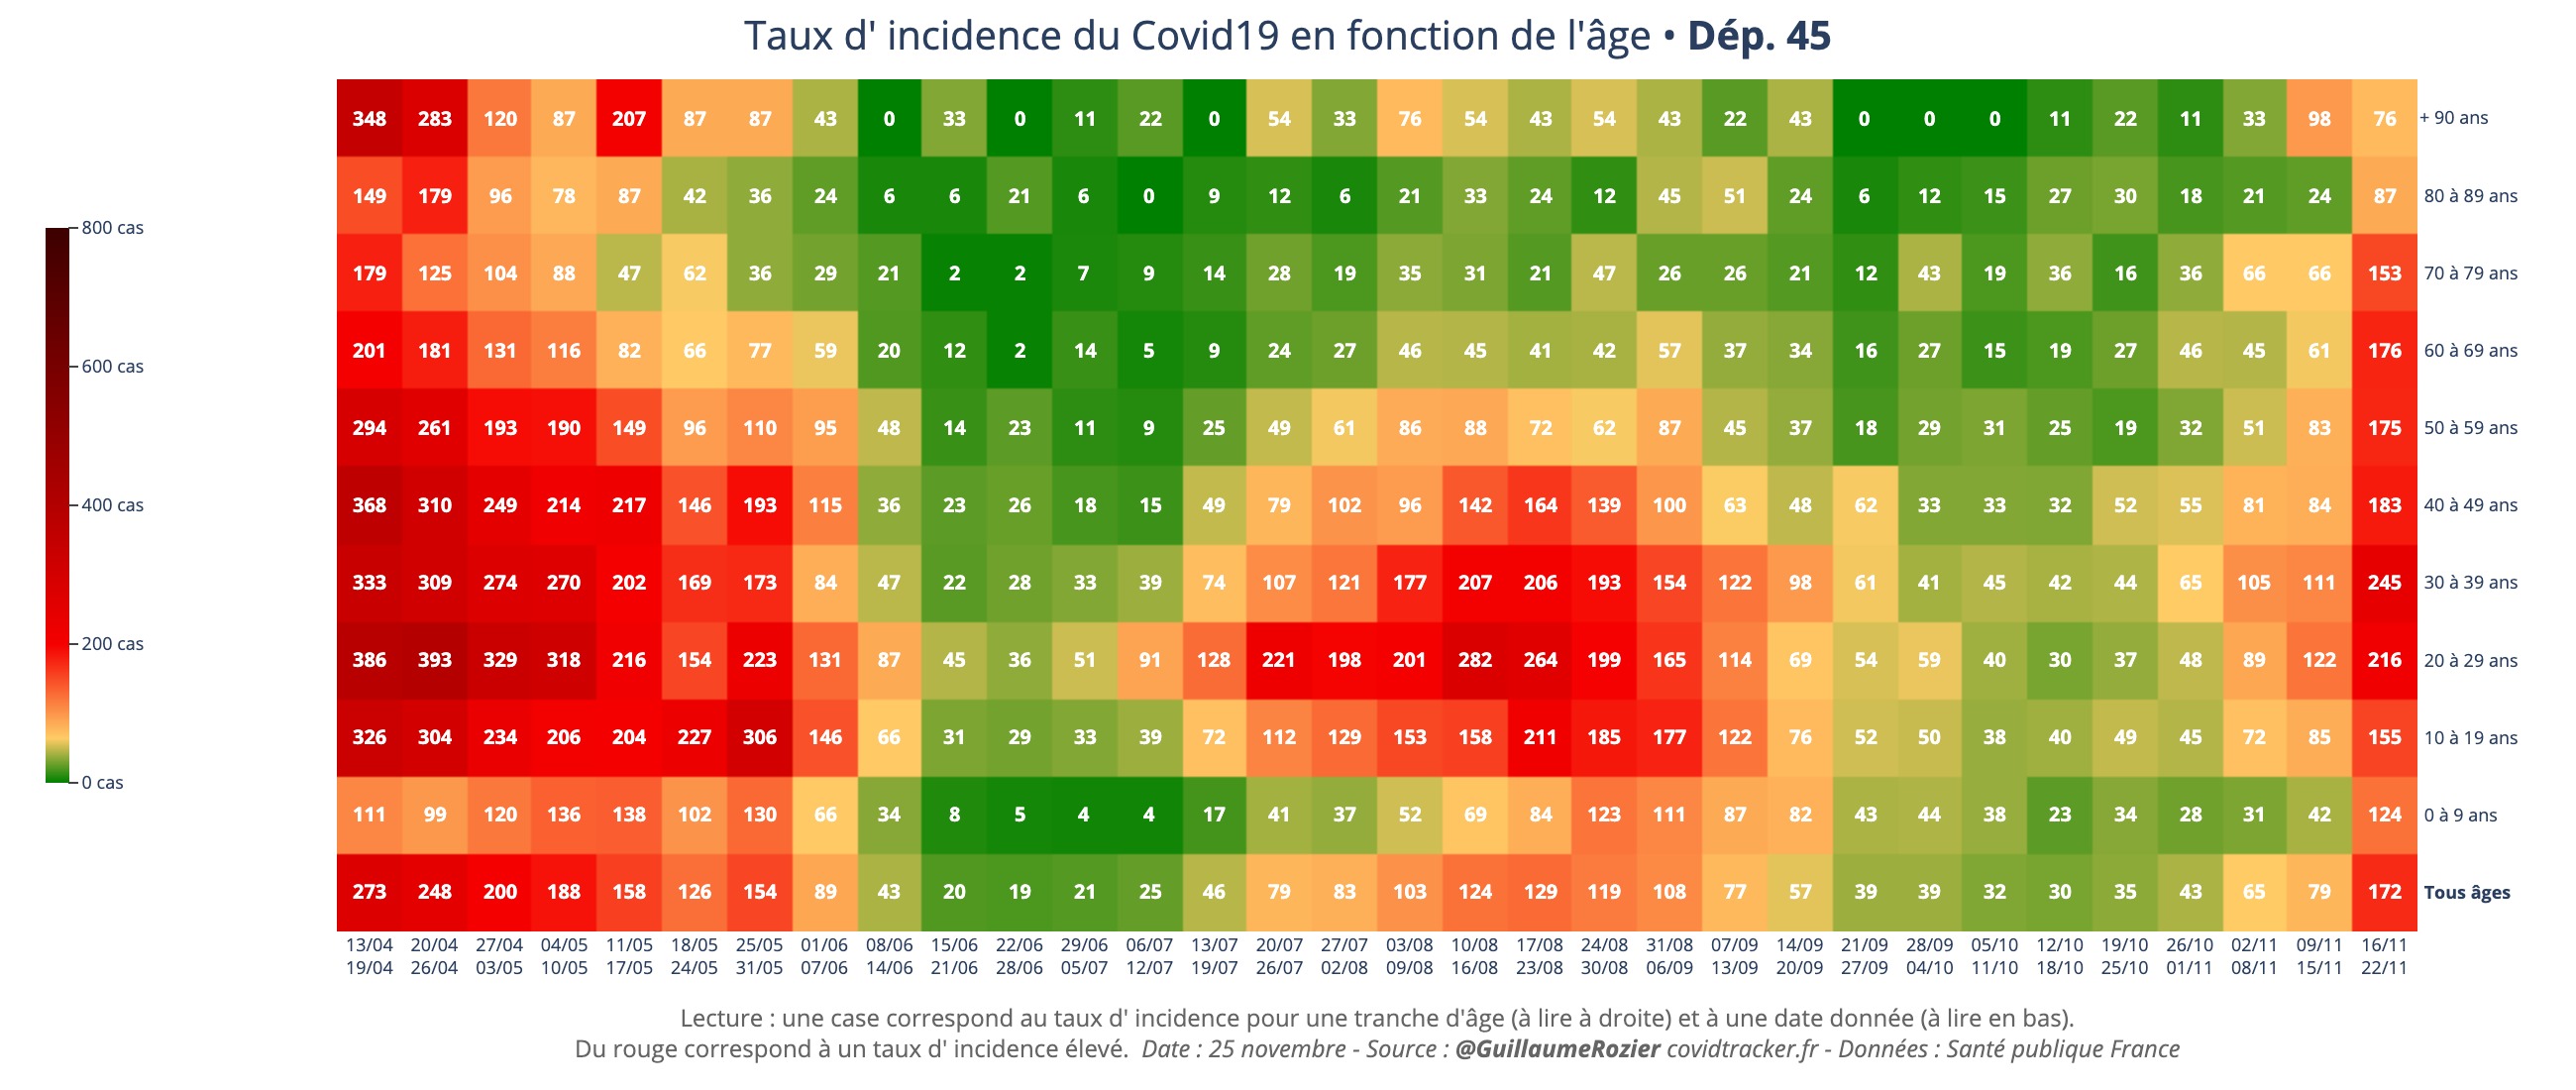 Taux d' incidence du Covid19 en fonction de l'âge • Dép. 45
800 cas
600 cas
400 cas
200 cas
0 cas
348 283 120 87 207 87 87 43 0 33 0 11 22 0 54 33 76 54 43 54 43 22 43 0 0 0 11 22 11 33 98 76 + 90 ans
149 179 96 78 87 42 36 24 6 6 21 6 0 9 12 6 21 33 24 12 45 51 24 6 12 15 27 30 18 21 24 87 80 à 89 ans
179 125 104 88 47 62 36 29 21 2 2 7 9 14 28 19 35 31 21 47 26 26 21 12 43 19 36 16 36 66 66 153 70 à 79 ans
201 181 131 116 82 66 77 59 20 12 2 14 5 9 24 27 46 45 41 42 57 37 34 16 27 15 19 27 46 45 61 176 60 à 69 ans
294 261 193 190 149 96 110 95 48 14 23 11 9 25 49 61 86 88 72 62 87 45 37 18 29 31 25 19 32 51 83 175 50 à 59 ans
368 310 249 214 217 146 193 115 36 23 26 18 15 49 79 102 96 142 164 139 100 63 48 62 33 33 32 52 55 81 84 183 40 à 49 ans
333 309 274 270 202 169 173 84 47 22 28 33 39 74 107 121 177 207 206 193 154 122 98 61 41 45 42 44 65 105 111 245 30 à 39 ans
386 393 329 318 216 154 223 131 87 45 36 51 91 128 221 198 201 282 264 199 165 114 69 54 59 40 30 37 48 89 122 216 20 à 29 ans
326 304 234 206 204 227 306 146 66 31 29 33 39 72 112 129 153 158 211 185 177 122 76 52 50 38 40 49 45 72 85 155 10 à 19 ans
111 99 120 136 138 102 130 66 34 8 5 4 4 17 41 37 52 69 84 123 111 87 82 43 44 38 23 34 28 31 42 124 0 à 9 ans
273 248 200 188 158 126 154 89 43 20 19 21 25 46 79 83 103 124 129 119 108 77 57 39 39 32 30 35 43 65 79 172 Tous âges
13/04 20/04 27/04 04/05 11/05 18/05 25/05 01/06 08/06 15/06 22/06 29/06 06/07 13/07 20/07 27/07 03/08 10/08 17/08 24/08 31/08 07/09 14/09 21/09 28/09 05/10 12/10 19/10 26/10 02/11 09/11 16/11
19/04 26/04 03/05 10/05 17/05 24/05 31/05 07/06 14/06 21/06 28/06 05/07 12/07 19/07 26/07 02/08 09/08 16/08 23/08 30/08 06/09 13/09 20/09 27/09 04/10 11/10 18/10 25/10 01/11 08/11 15/11 22/11
Lecture : une case correspond au taux d' incidence pour une tranche d'âge (à lire à droite) et à une date donnée (à lire en bas).
Du rouge correspond à un taux d' incidence élevé. Date : 25 novembre - Source : @GuillaumeRozier covidtracker.fr - Données : Santé publique France